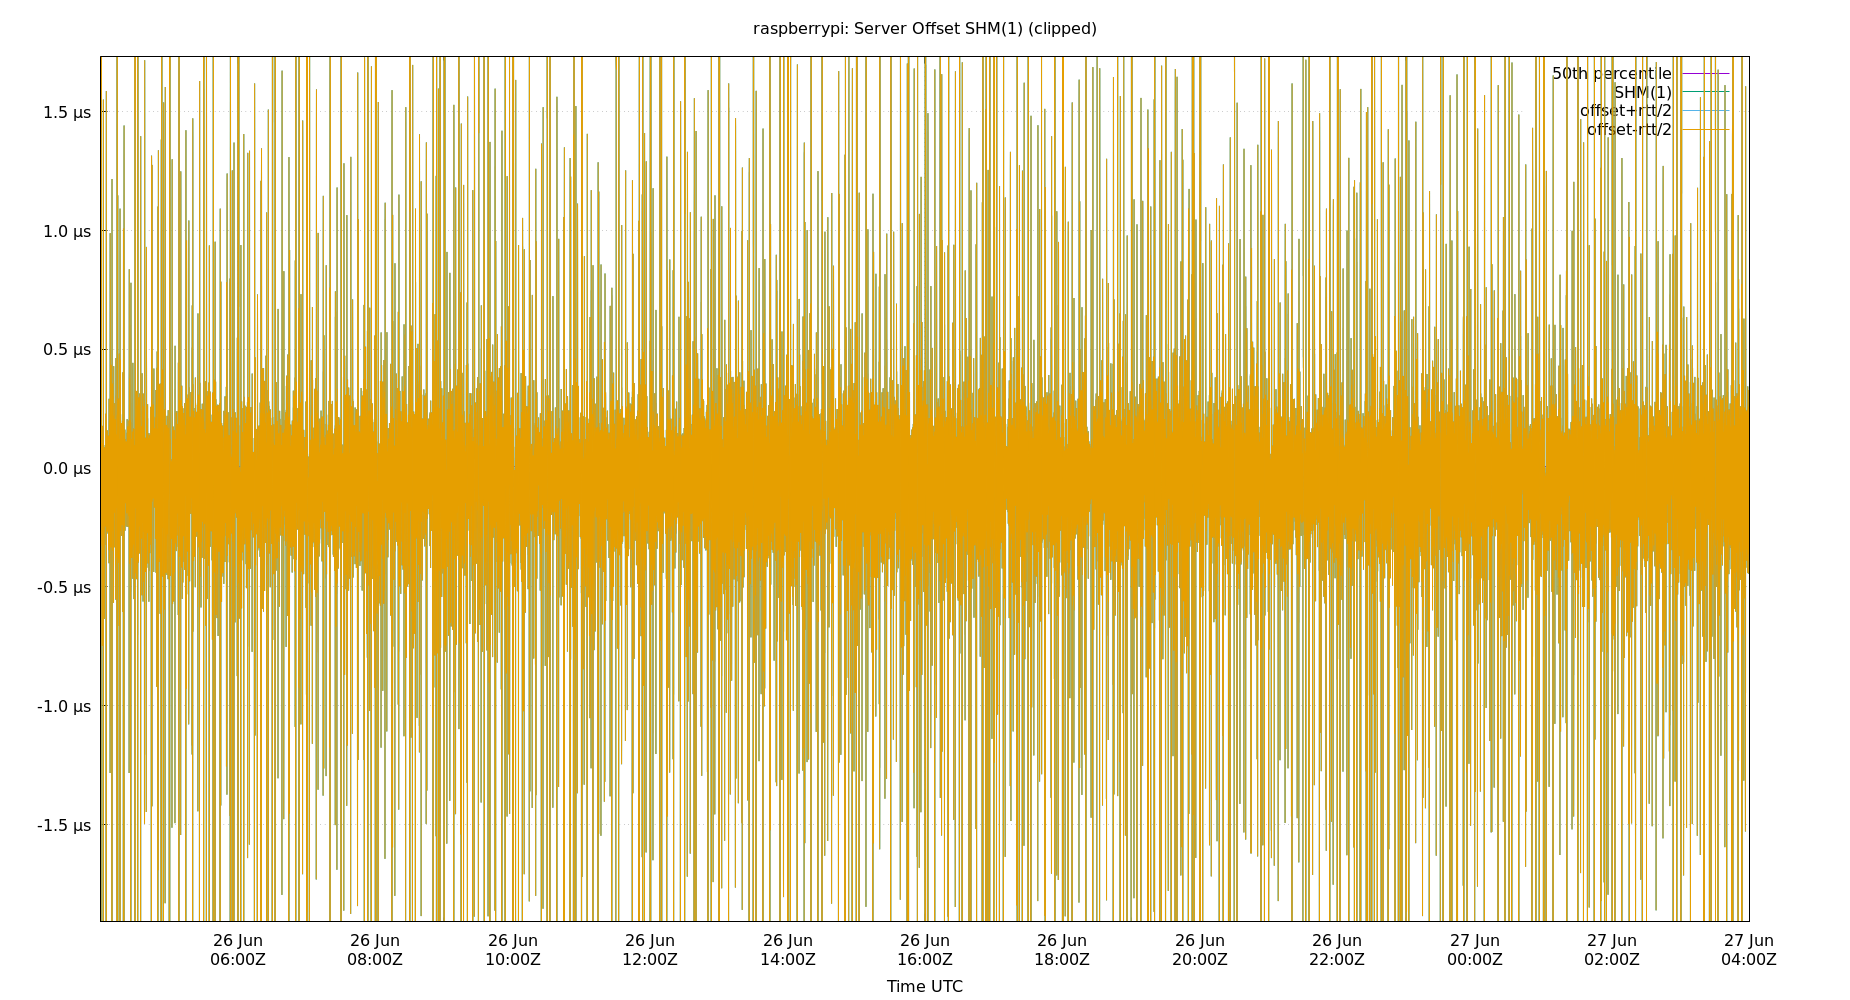 raspberrypi: Server Offset SHM(1) (clipped)
50th percentile
SHM(1)
offset+rtt/2
offset-rtt/2
1.5 µs
1.0 µs
0.5 µs
0.0 µs
-0.5 µs
-1.0 µs
-1.5 µs
26 Jun 26 Jun 26 Jun 26 Jun 26 Jun 26 Jun 26 Jun 26 Jun 26 Jun 27 Jun 27 Jun 27 Jun
06:00Z 08:00Z 10:00Z 12:00Z 14:00Z 16:00Z 18:00Z 20:00Z 22:00Z 00:00Z 02:00Z 04:00Z
Time UTC